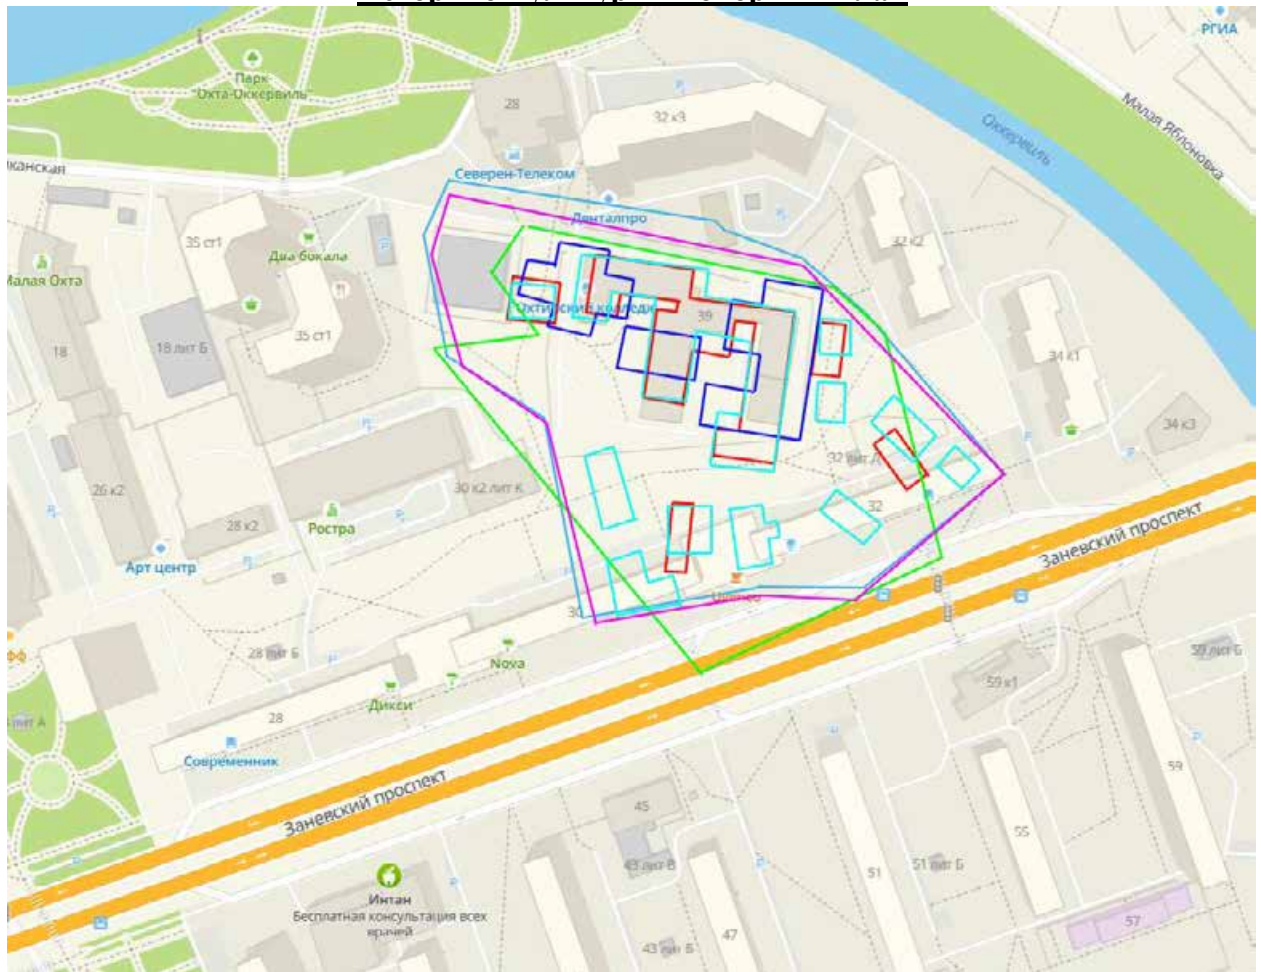 РГИА
Парк
"Охта-Оккервиль"
28
32 к3
Оккервиль
Малая Яблоновка
Северен-Телеком
Денталпро
35 ст1
Два бокала
32 к2
Малая Охта
Охтинский колледж
39
35 ст1
18
18 лит Б
34 к1
34 к3
32 лит Д
26 к2
30 к2 лит К
28 к2
Ростра
32
Арт центр
Заневский проспект
30
28 лит Б
Nova
59 лит Б
59 к1
Дикси
28
лит А
Современник
59
Заневский проспект
45
55
43 лит В
51
51 лит Б
Интан
Бесплатная консультация всех
врачей
57
47
43 лит Б